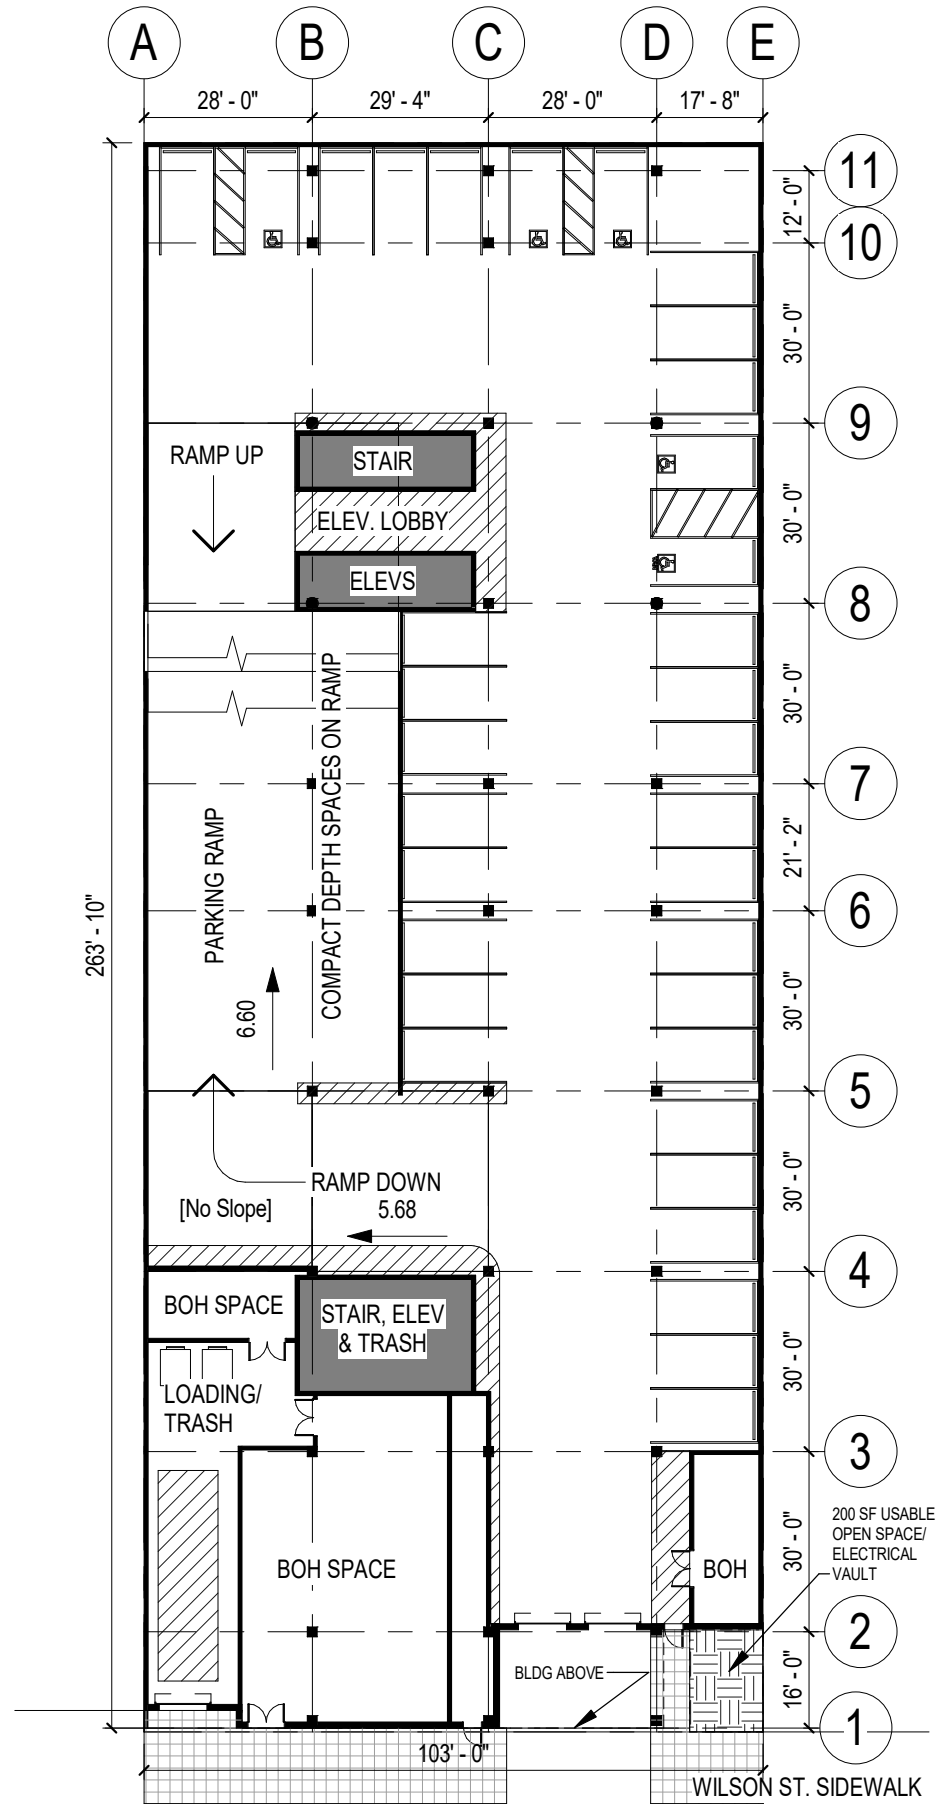 A
B
C
D
E
28' - 0"
29' - 4"
28' - 0"
17' - 8"
11
12' - 0"
10
30' - 0"
9
RAMP UP
STAIR
ELEV. LOBBY
30' - 0"
ELEVS
8
COMPACT DEPTH SPACES ON RAMP
30' - 0"
7
PARKING RAMP
21' - 2"
6
263' - 10"
6.60
30' - 0"
5
RAMP DOWN
[No Slope]
5.68
30' - 0"
4
BOH SPACE
STAIR, ELEV
& TRASH
30' - 0"
LOADING/
TRASH
3
200 SF USABLE
OPEN SPACE/
ELECTRICAL
VAULT
30' - 0"
BOH SPACE
BOH
2
BLDG ABOVE
16' - 0"
1
103' - 0"
WILSON ST. SIDEWALK